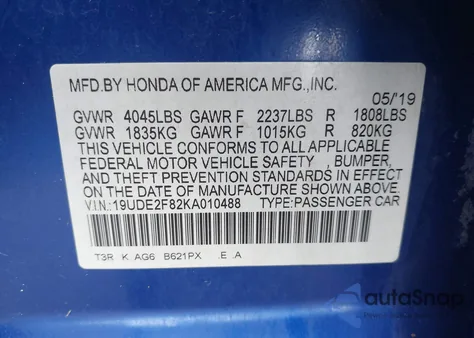 MFD.BY HONDA OF AMERICA MFG.,INC.
05/'19
GVWR 4045LBS GAWR F 2237LBS R 1808LBS
GVWR 1835KG GAWR F 1015KG R 820KG
THIS VEHICLE CONFORMS TO ALL APPLICABLE
FEDERAL MOTOR VEHICLE SAFETY , BUMPER,
AND THEFT PREVENTION STANDARDS IN EFFECT
ON THE DATE OF MANUFACTURE SHOWN ABOVE.
V.I.N:19UDE2F82KA010488 TYPE:PASSENGER CAR
T3R K AG6 B621PX .E .A
autoSnap